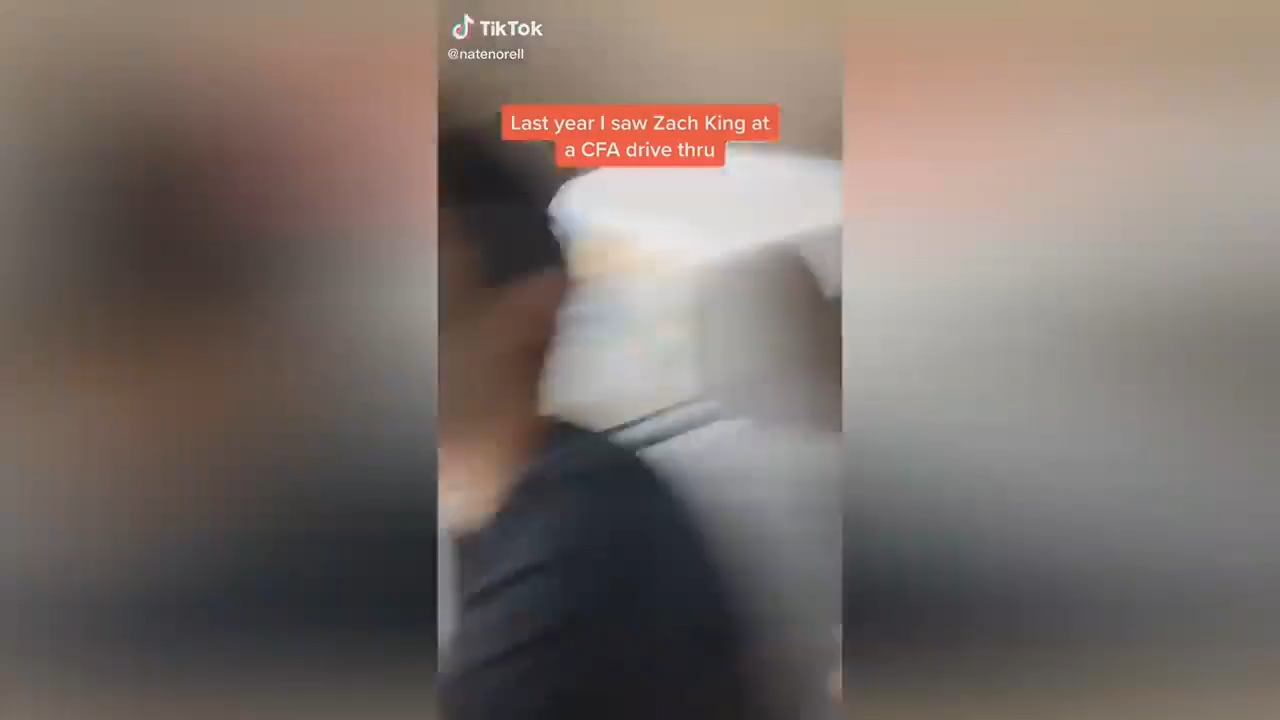 TikTok
@natenorell
Last year I saw Zach King at
a CFA drive thru